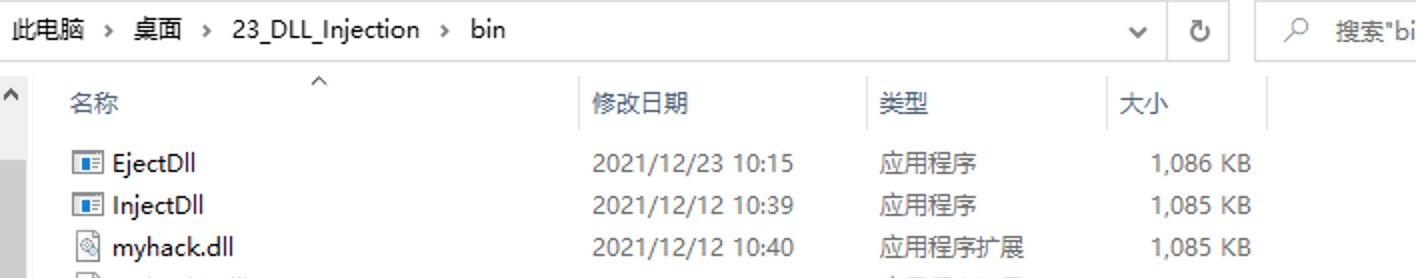 此电脑 › 桌面 › 23_DLL_Injection › bin 搜索"bi
名称 修改日期 类型 大小
EjectDll 2021/12/23 10:15 应用程序 1,086 KB
InjectDll 2021/12/12 10:39 应用程序 1,085 KB
myhack.dll 2021/12/12 10:40 应用程序扩展 1,085 KB